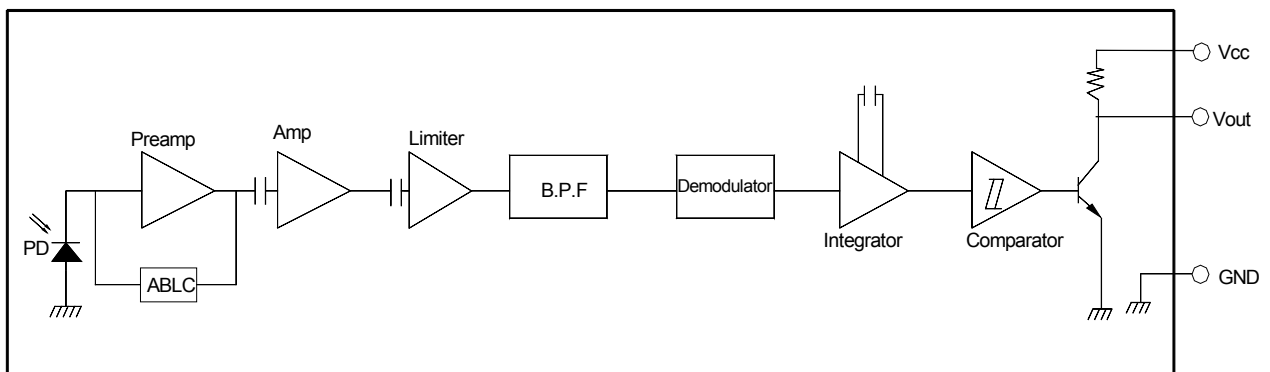 Vcc
Vout
Preamp
Amp
Limiter
B.P.F
Demodulator
Integrator
Comparator
PD
ABLC
GND